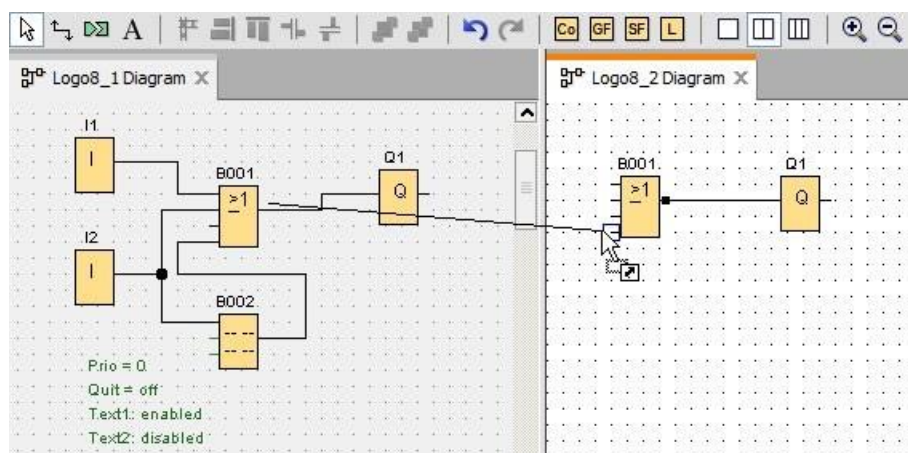 A
Co GF SF L
Logo8_1 Diagram
Logo8_2 Diagram
I1
I
B001
>1
Q1
Q
I2
I
B002
Prio = 0
Quit = off
Text1: enabled
Text2: disabled
B001
>1
Q1
Q